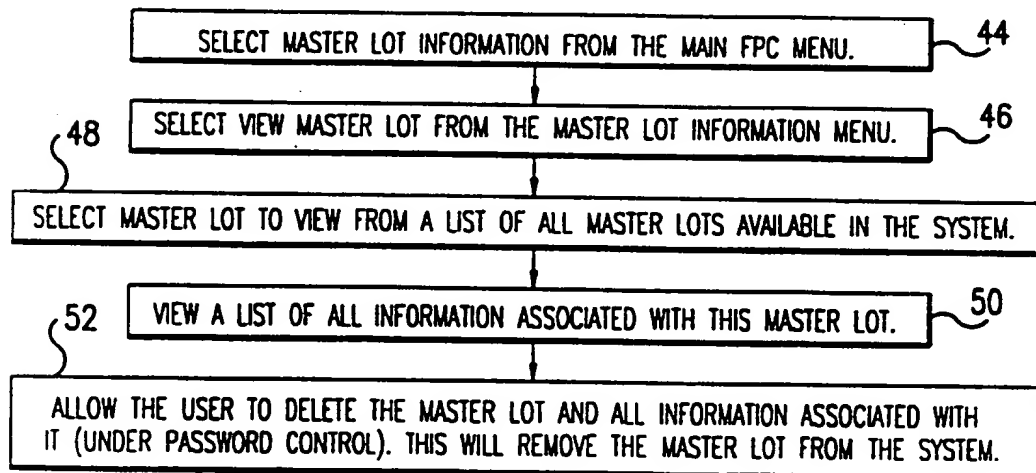 SELECT MASTER LOT INFORMATION FROM THE MAIN FPC MENU.
44
SELECT VIEW MASTER LOT FROM THE MASTER LOT INFORMATION MENU.
46
48
SELECT MASTER LOT TO VIEW FROM A LIST OF ALL MASTER LOTS AVAILABLE IN THE SYSTEM.
VIEW A LIST OF ALL INFORMATION ASSOCIATED WITH THIS MASTER LOT.
50
52
ALLOW THE USER TO DELETE THE MASTER LOT AND ALL INFORMATION ASSOCIATED WITH
IT (UNDER PASSWORD CONTROL). THIS WILL REMOVE THE MASTER LOT FROM THE SYSTEM.